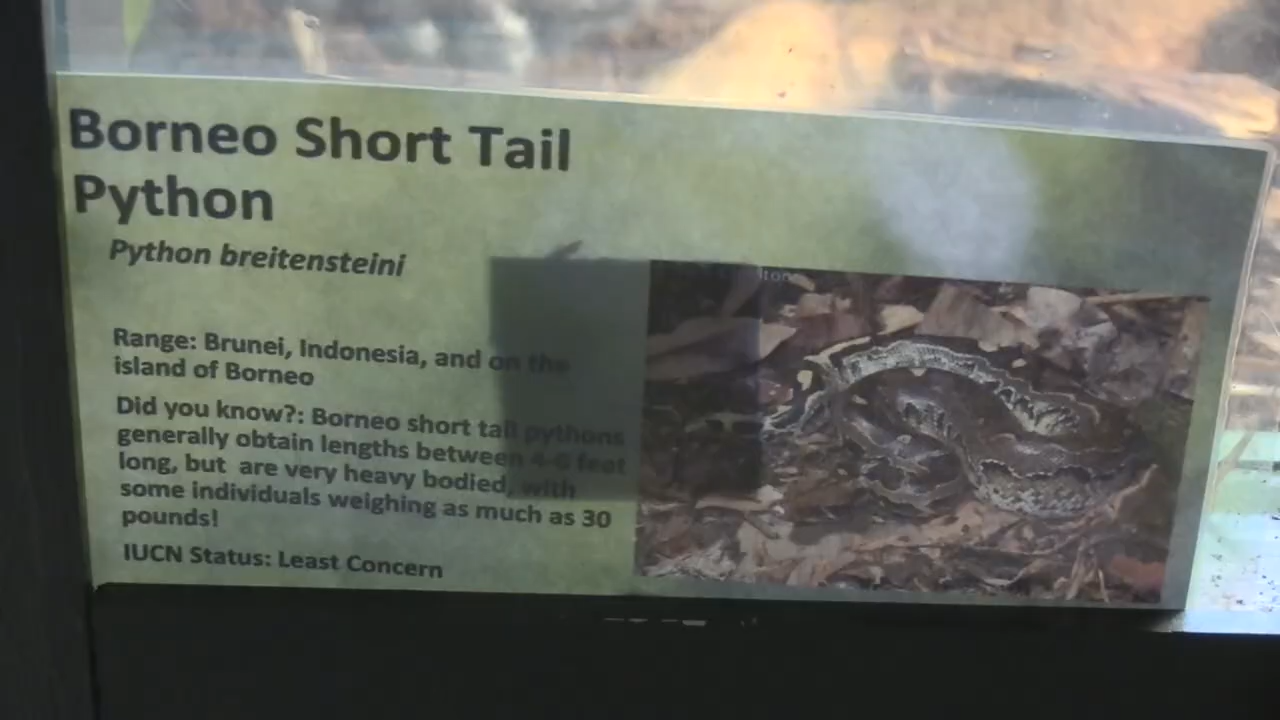 Borneo Short Tail
Python
Python breitensteini
Range: Brunei, Indonesia, and on the
island of Borneo
Did you know?: Borneo short tail pythons
generally obtain lengths between 4-6 feet
long, but are very heavy bodied, with
some individuals weighing as much as 30
pounds!
IUCN Status: Least Concern